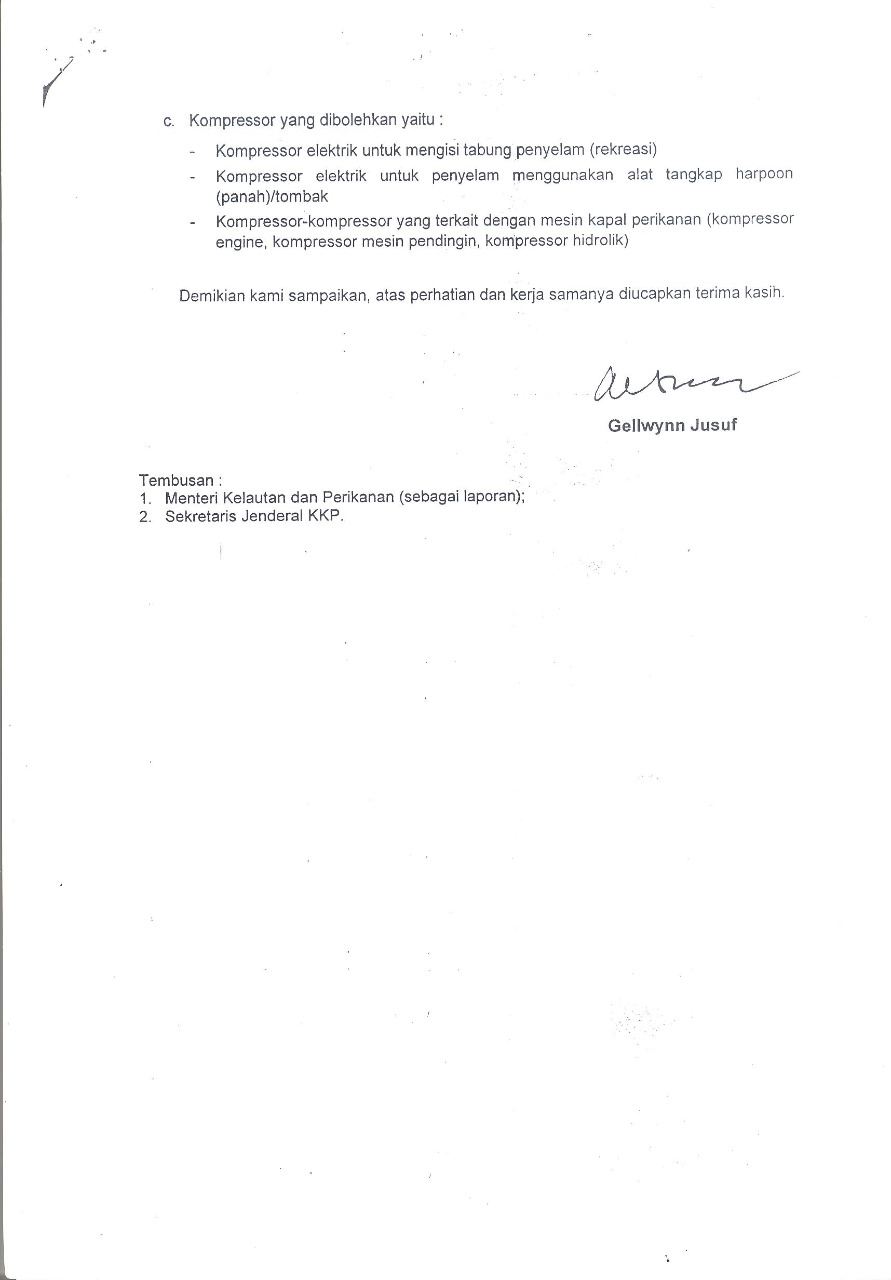 c. Kompressor yang dibolehkan yaitu :
- Kompressor elektrik untuk mengisi tabung penyelam (rekreasi)
- Kompressor elektrik untuk penyelam menggunakan alat tangkap harpoon
(panah)/tombak
- Kompressor-kompressor yang terkait dengan mesin kapal perikanan (kompressor
engine, kompressor mesin pendingin, kompressor hidrolik)
Demikian kami sampaikan, atas perhatian dan kerja samanya diucapkan terima kasih.
Gellwynn Jusuf
Tembusan :
1. Menteri Kelautan dan Perikanan (sebagai laporan);
2. Sekretaris Jenderal KKP.